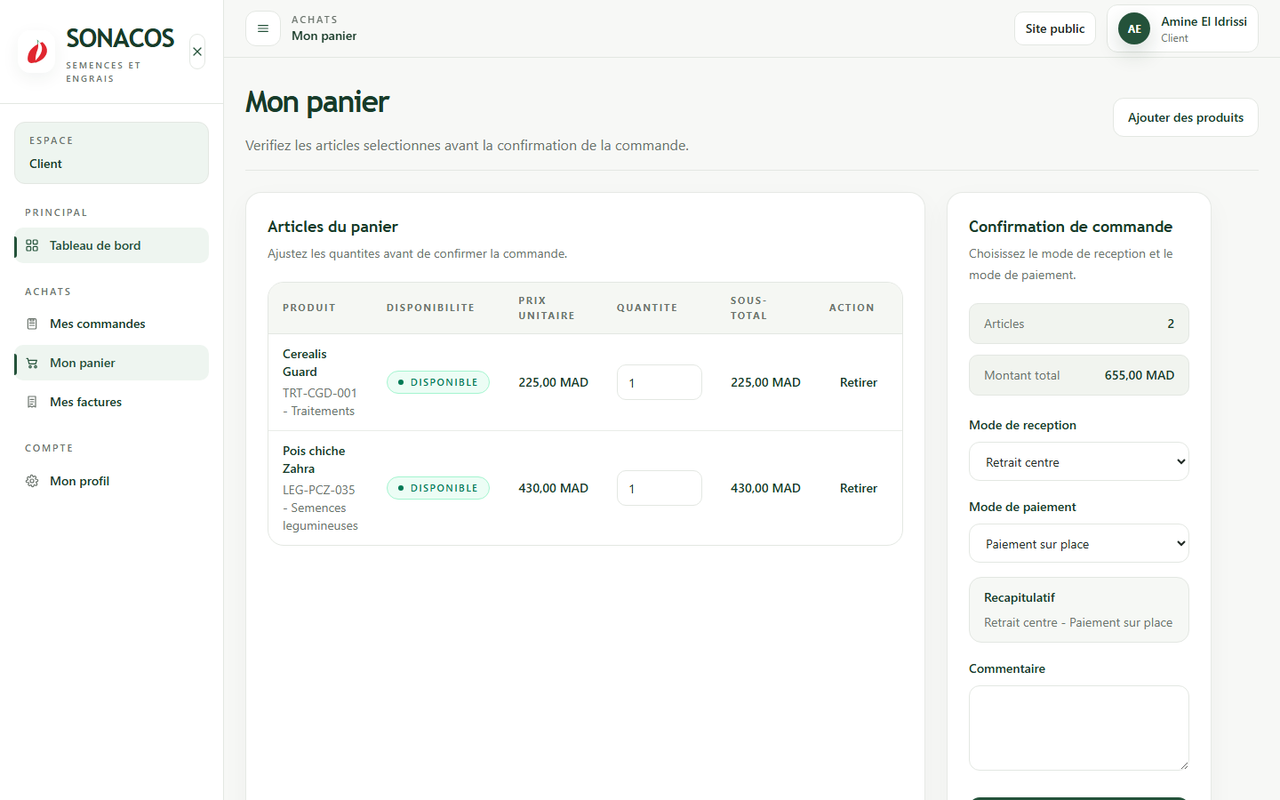 SONACOS
SEMENCES ET
ENGRAIS
ESPACE
Client
PRINCIPAL
Tableau de bord
ACHATS
Mes commandes
Mon panier
Mes factures
COMPTE
Mon profil
ACHATS
Mon panier
Site public
AE
Amine El Idrissi
Client
Mon panier
Verifiez les articles selectionnes avant la confirmation de la commande.
Ajouter des produits
Articles du panier
Ajustez les quantites avant de confirmer la commande.
PRODUIT DISPONIBILITE PRIX UNITAIRE QUANTITE SOUS-TOTAL ACTION
Cerealis
Guard
TRT-CGD-001
- Traitements
DISPONIBLE 225,00 MAD 1 225,00 MAD Retirer
Pois chiche
Zahra
LEG-PCZ-035
- Semences
legumineuses
DISPONIBLE 430,00 MAD 1 430,00 MAD Retirer
Confirmation de commande
Choisissez le mode de reception et le
mode de paiement.
Articles 2
Montant total 655,00 MAD
Mode de reception
Retrait centre
Mode de paiement
Paiement sur place
Recapitulatif
Retrait centre - Paiement sur place
Commentaire